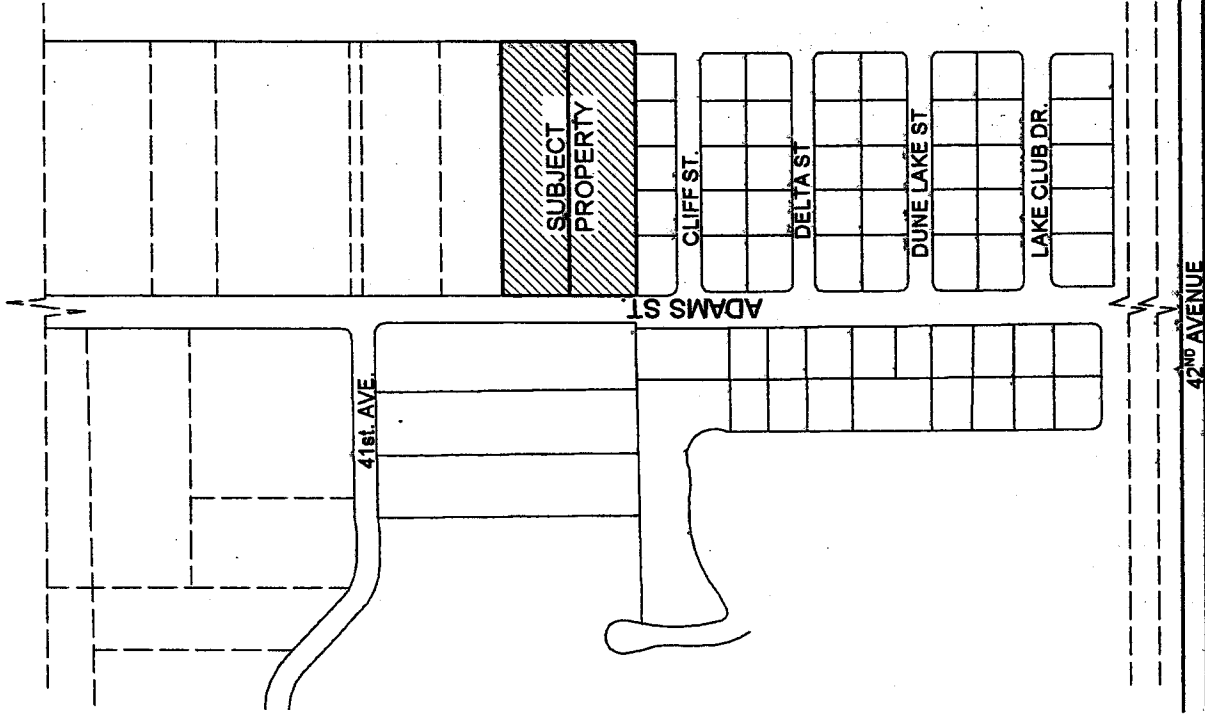 SUBJECT
PROPERTY
CLIFF ST.
DELTA ST
DUNE LAKE ST
LAKE CLUB DR.
ADAMS ST.
41st. AVE.
42ND AVENUE